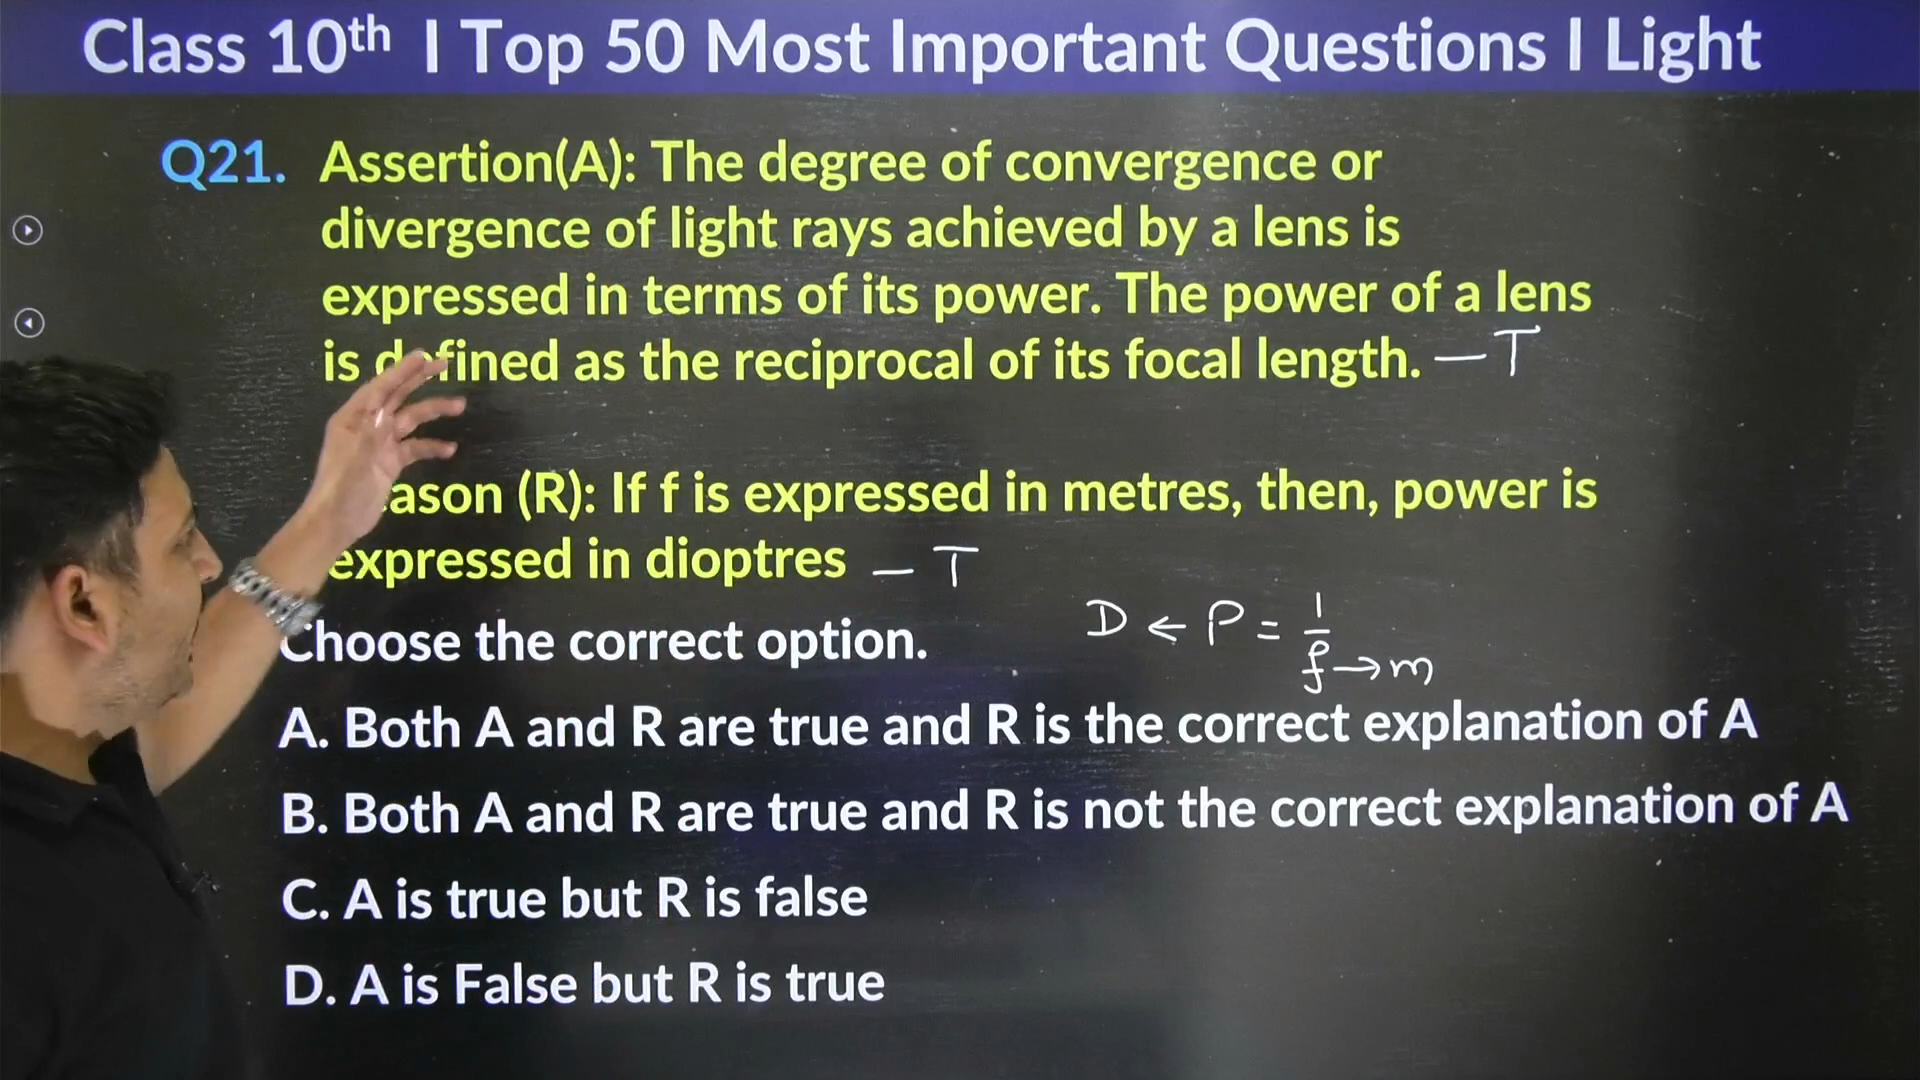 Class 10th I Top 50 Most Important Questions I Light
Q21. Assertion(A): The degree of convergence or
divergence of light rays achieved by a lens is
expressed in terms of its power. The power of a lens
is defined as the reciprocal of its focal length. — T
ason (R): If f is expressed in metres, then, power is
expressed in dioptres — T
Choose the correct option.
D ← P = 1/f → m
A. Both A and R are true and R is the correct explanation of A
B. Both A and R are true and R is not the correct explanation of A
C. A is true but R is false
D. A is False but R is true